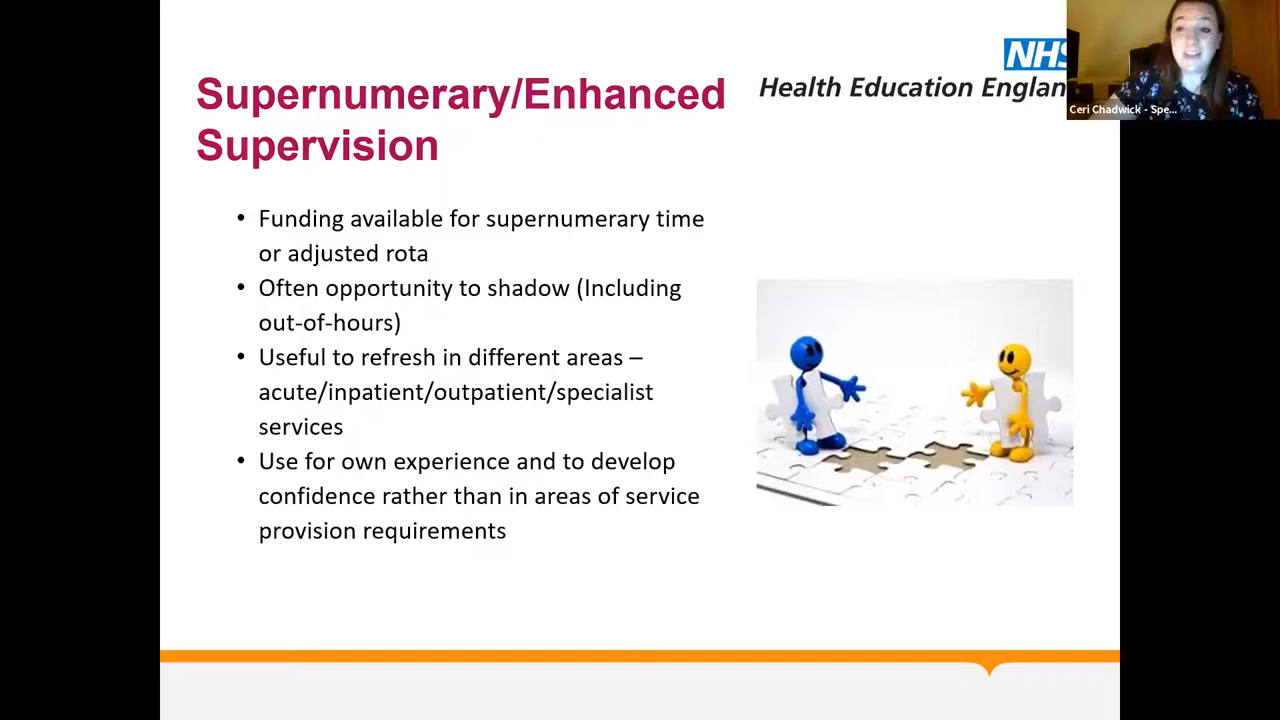 Supernumerary/Enhanced
Supervision
NHS
Health Education Englan
Ceri Chadwick - Spe...
• Funding available for supernumerary time
or adjusted rota
• Often opportunity to shadow (Including
out-of-hours)
• Useful to refresh in different areas –
acute/inpatient/outpatient/specialist
services
• Use for own experience and to develop
confidence rather than in areas of service
provision requirements